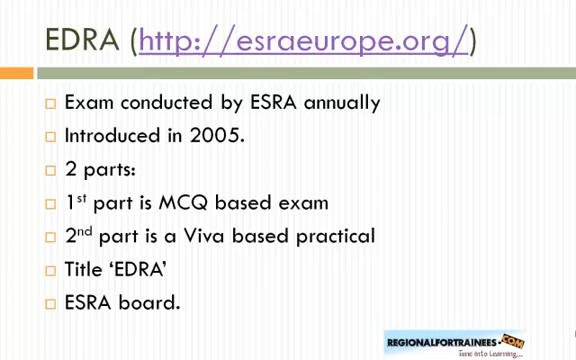 EDRA (http://esraeurope.org/)
Exam conducted by ESRA annually
Introduced in 2005.
2 parts:
1st part is MCQ based exam
2nd part is a Viva based practical
Title ‘EDRA’
ESRA board.
REGIONALFORTRAINEES.COM
Tune into Learning...